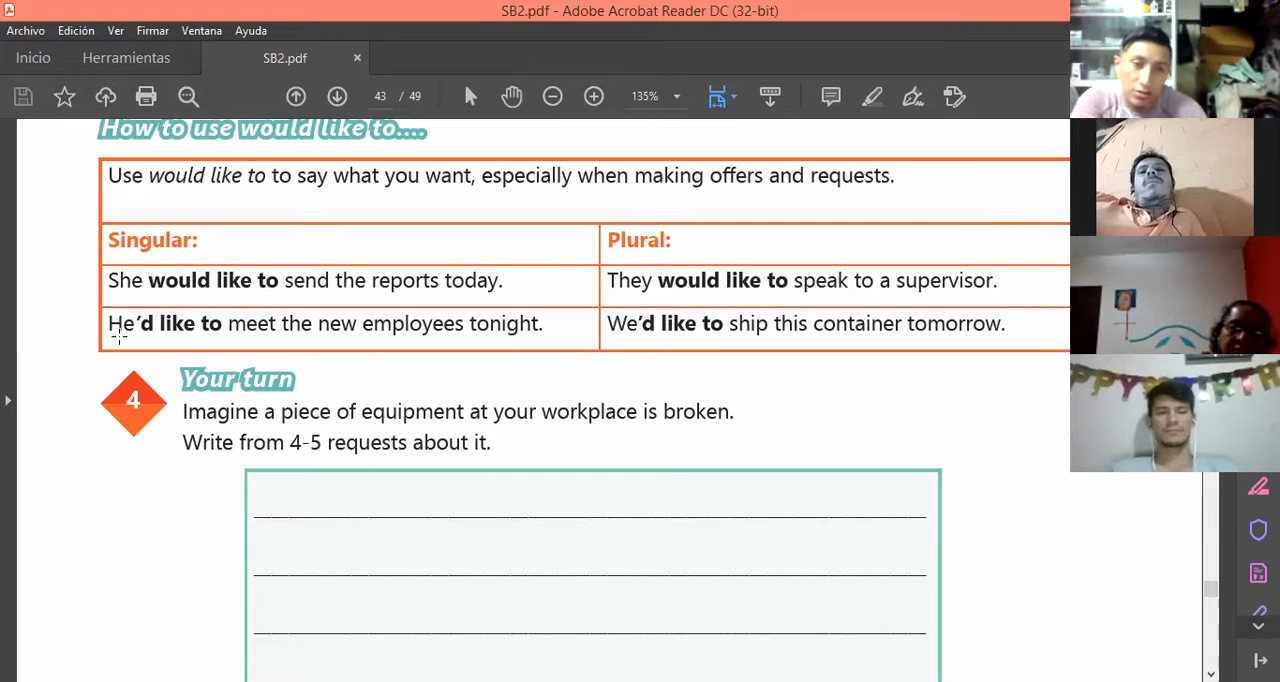 SB2.pdf - Adobe Acrobat Reader DC (32-bit)
Archivo Edición Ver Firmar Ventana Ayuda
Inicio Herramientas SB2.pdf ×
43 / 49 135%
How to use would like to....
Use would like to to say what you want, especially when making offers and requests.
Singular: Plural:
She would like to send the reports today. They would like to speak to a supervisor.
He'd like to meet the new employees tonight. We'd like to ship this container tomorrow.
4 Your turn
Imagine a piece of equipment at your workplace is broken.
Write from 4-5 requests about it.